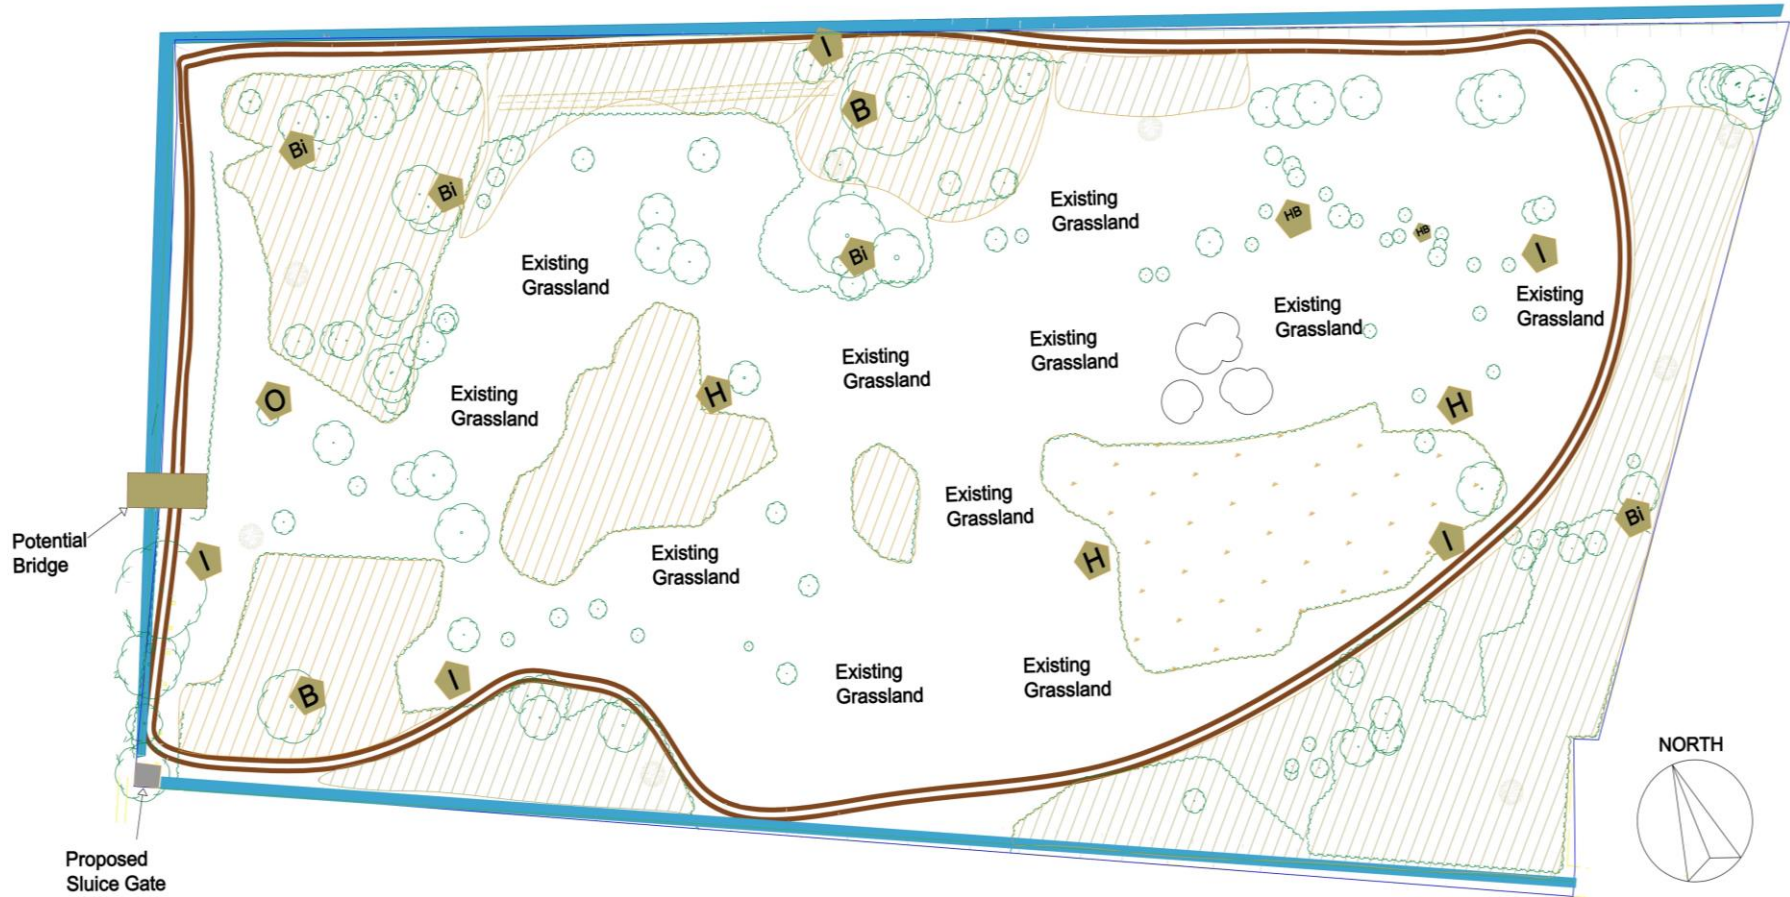 I
B
Bi
Bi
Existing
Grassland
HB
HB
Bi
I
Existing
Grassland
Existing
Grassland
Existing
Grassland
Existing
Grassland
Existing
Grassland
O
Existing
Grassland
H
H
Existing
Grassland
Potential
Bridge
Bi
I
H
I
Existing
Grassland
B
I
Existing
Grassland
Existing
Grassland
NORTH
Proposed
Sluice Gate